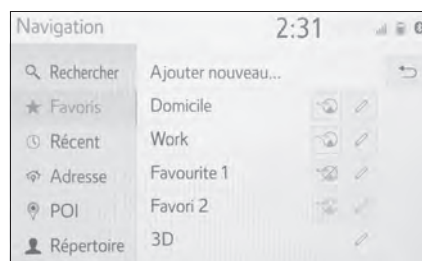 Navigation 2:31
Rechercher
Favoris
Récent
Adresse
POI
Répertoire
Ajouter nouveau...
Domicile
Work
Favourite 1
Favori 2
3D